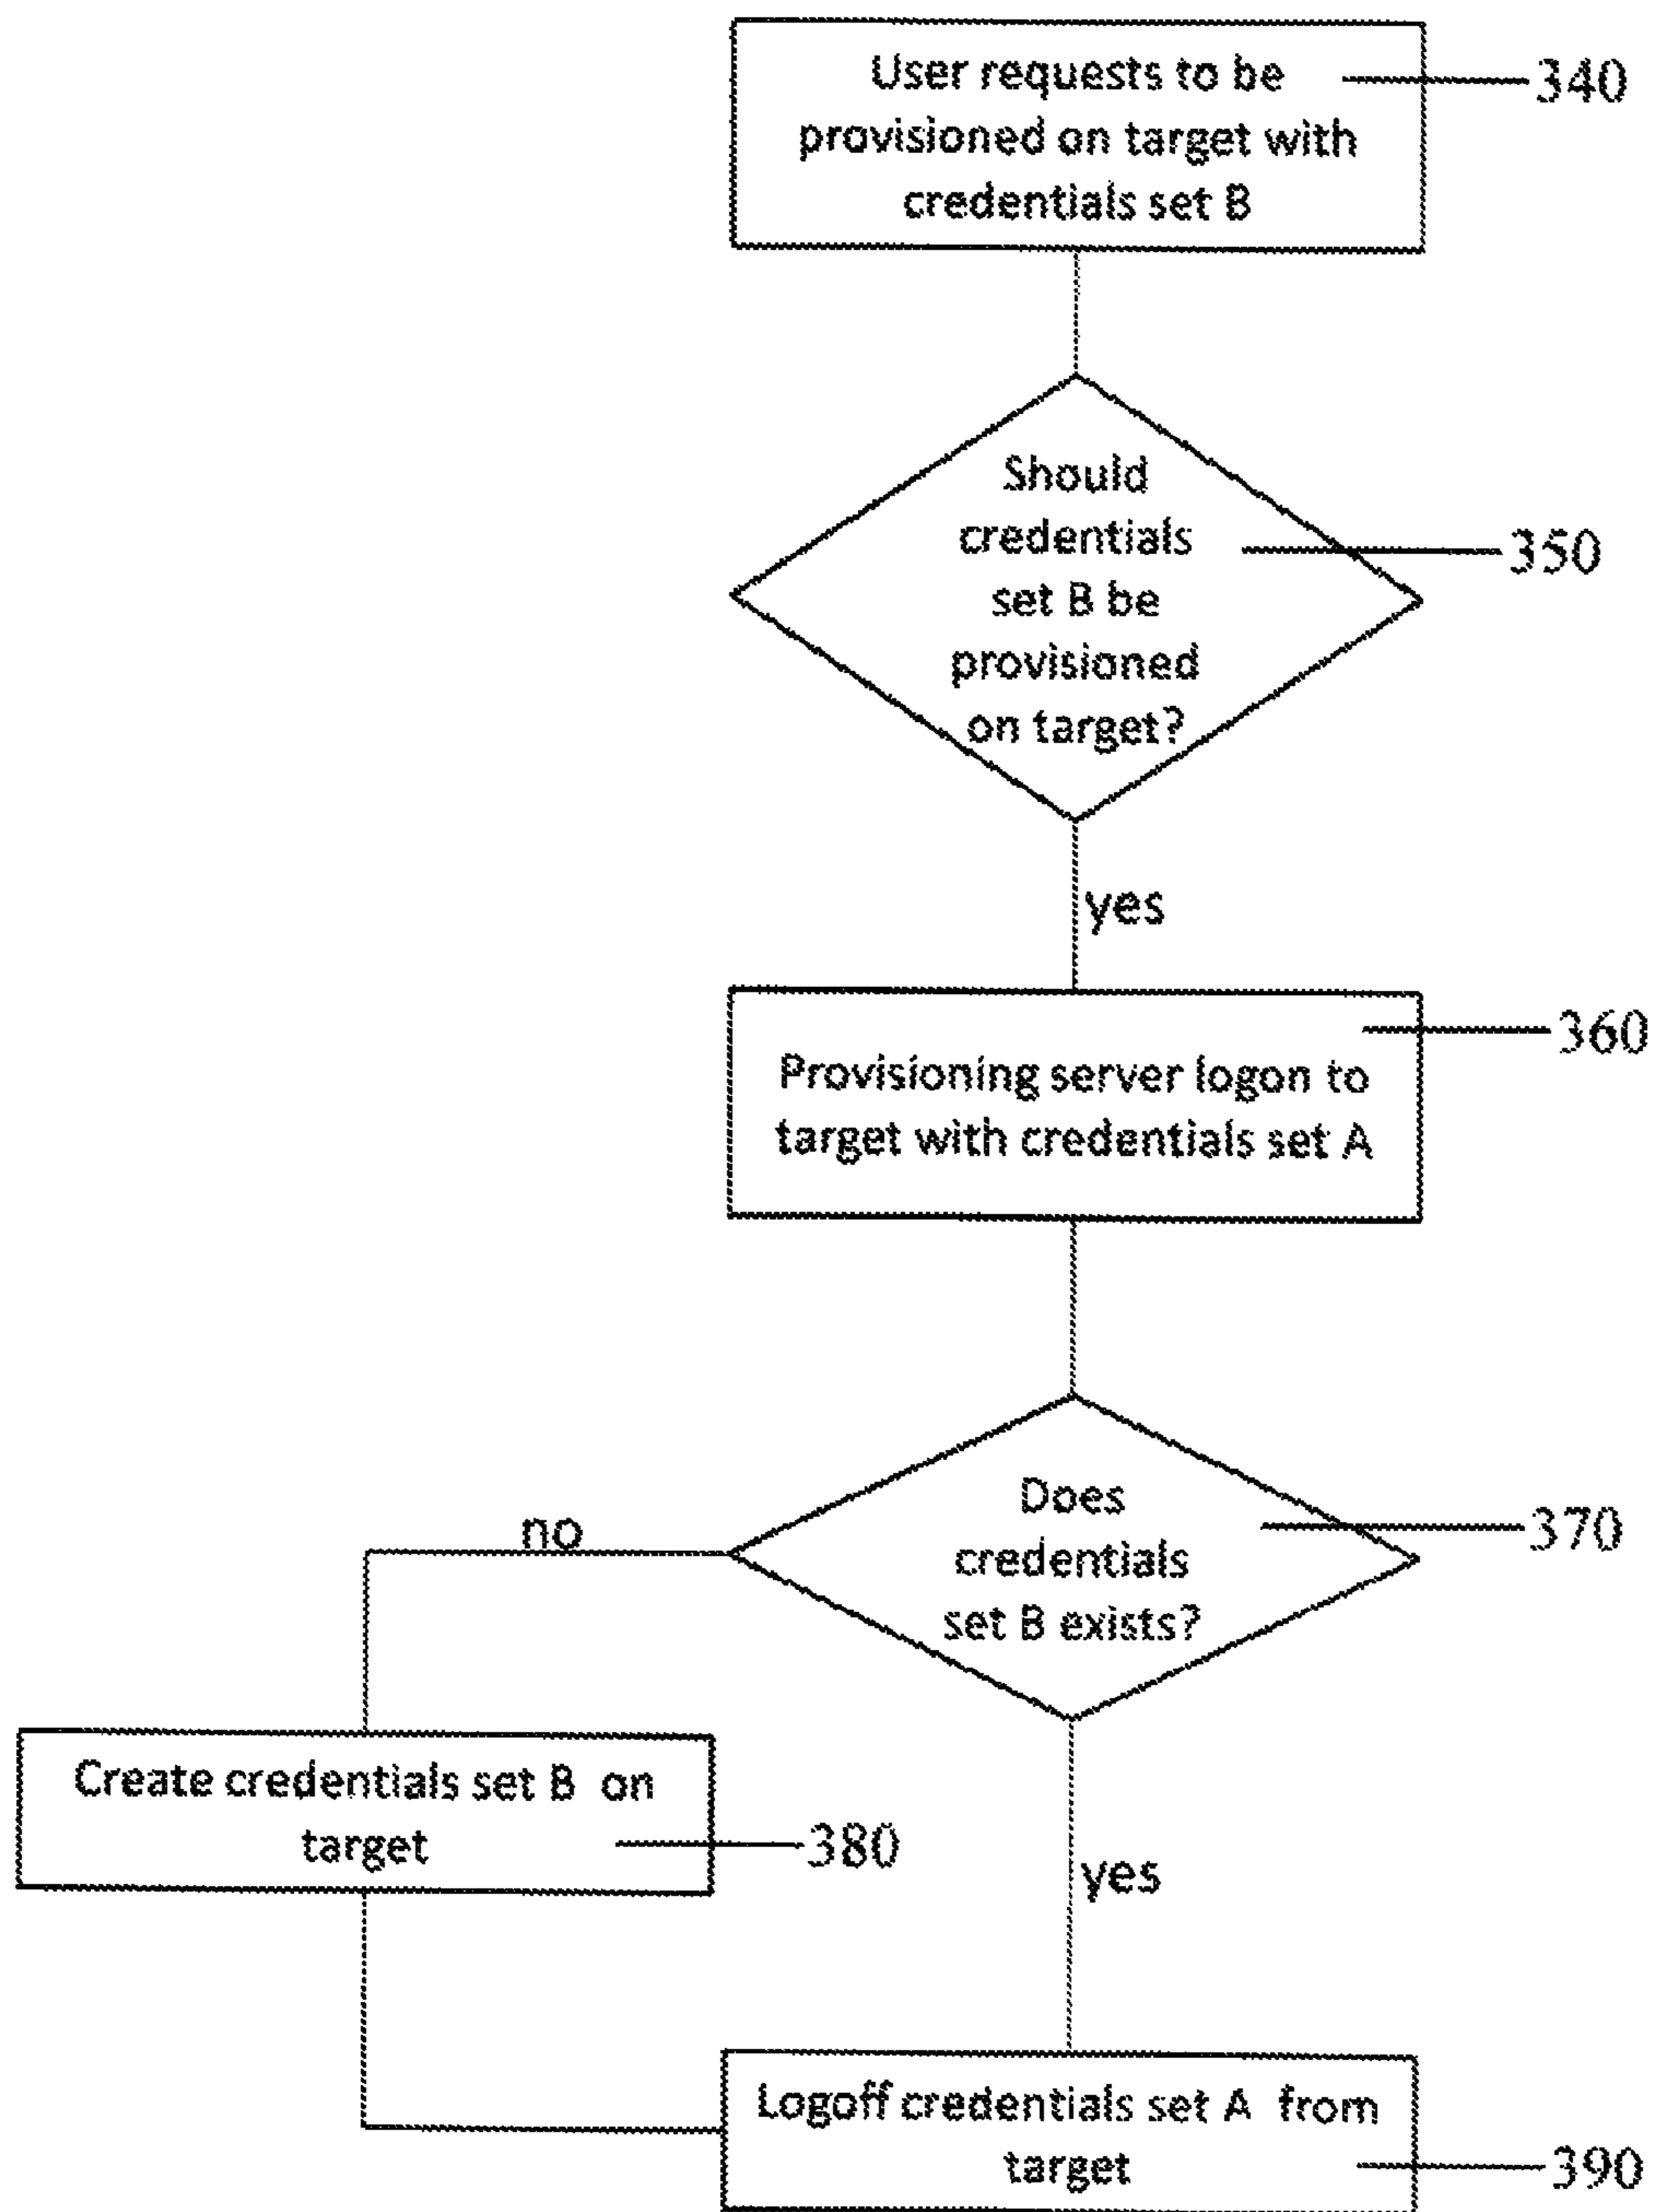 User requests to be
provisioned on target with
credentials set B
340
Should
credentials
set B be
provisioned
on target?
350
yes
360
Provisioning server logon to
target with credentials set A
Does
credentials
set B exists?
370
no
Create credentials set B on
target
380
yes
Logoff credentials set A from
target
390